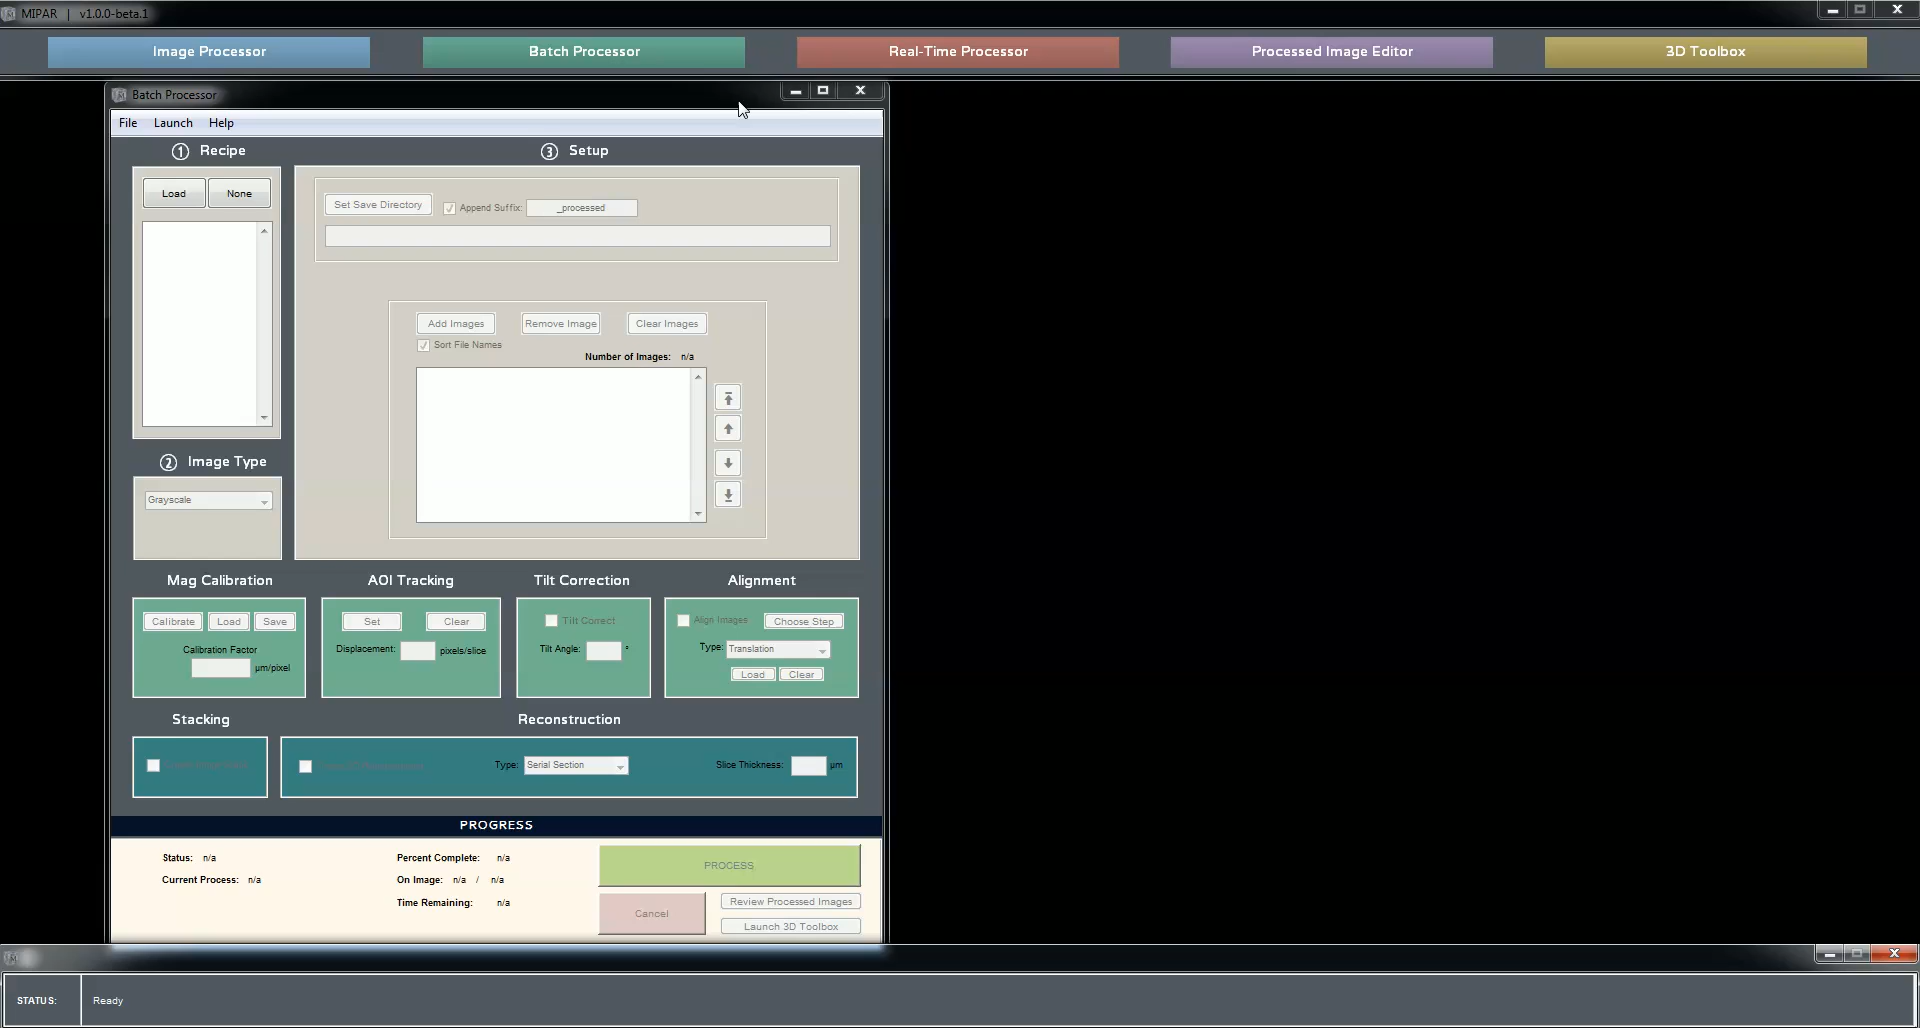 MIPAR | v1.0.0-beta.1
Image Processor
Batch Processor
Real-Time Processor
Processed Image Editor
3D Toolbox
Batch Processor
File Launch Help
1 Recipe
Load None
2 Image Type
Grayscale
3 Setup
Set Save Directory Append Suffix: _processed
Add Images Remove Image Clear Images
Sort File Names
Number of Images: n/a
Mag Calibration
Calibrate Load Save
Calibration Factor
µm/pixel
AOI Tracking
Set Clear
Displacement: pixels/slice
Tilt Correction
Tilt Correct
Tilt Angle: °
Alignment
Align Images Choose Step
Type: Translation
Load Clear
Stacking
Reconstruction
Type: Serial Section Slice Thickness: µm
PROGRESS
Status: n/a
Current Process: n/a
Percent Complete: n/a
On Image: n/a / n/a
Time Remaining: n/a
PROCESS
Cancel
Review Processed Images
Launch 3D Toolbox
STATUS: Ready